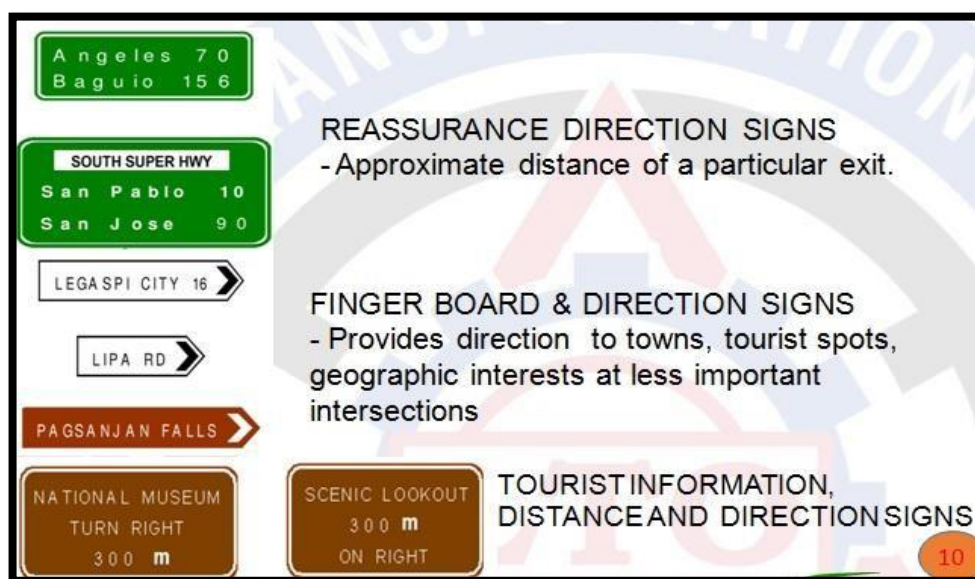 Angeles 70
Baguio 156
SOUTH SUPER HWY
San Pablo 10
San Jose 90
REASSURANCE DIRECTION SIGNS
- Approximate distance of a particular exit.
LEGASPI CITY 16
LIPA RD
PAGSANJAN FALLS
FINGER BOARD & DIRECTION SIGNS
- Provides direction to towns, tourist spots,
geographic interests at less important
intersections
NATIONAL MUSEUM
TURN RIGHT
300 m
SCENIC LOOKOUT
300 m
ON RIGHT
TOURIST INFORMATION,
DISTANCE AND DIRECTION SIGNS
10
LTO